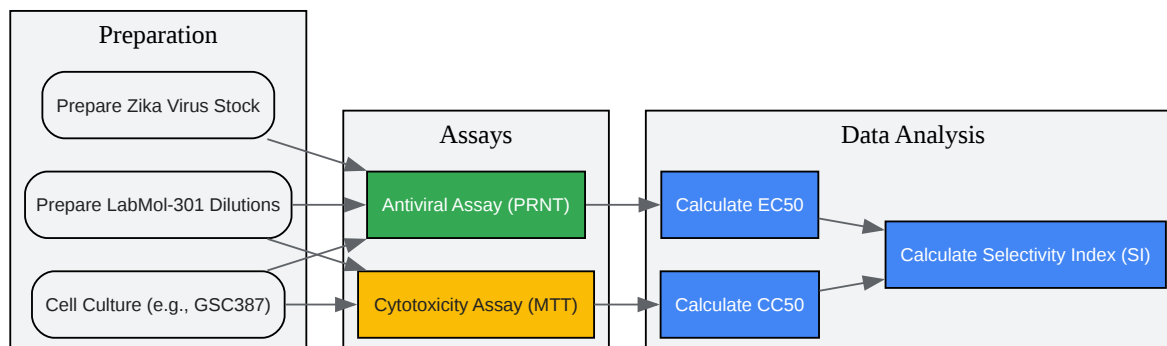 Preparation
Prepare Zika Virus Stock
Prepare LabMol-301 Dilutions
Cell Culture (e.g., GSC387)
Assays
Antiviral Assay (PRNT)
Cytotoxicity Assay (MTT)
Data Analysis
Calculate EC50
Calculate CC50
Calculate Selectivity Index (SI)